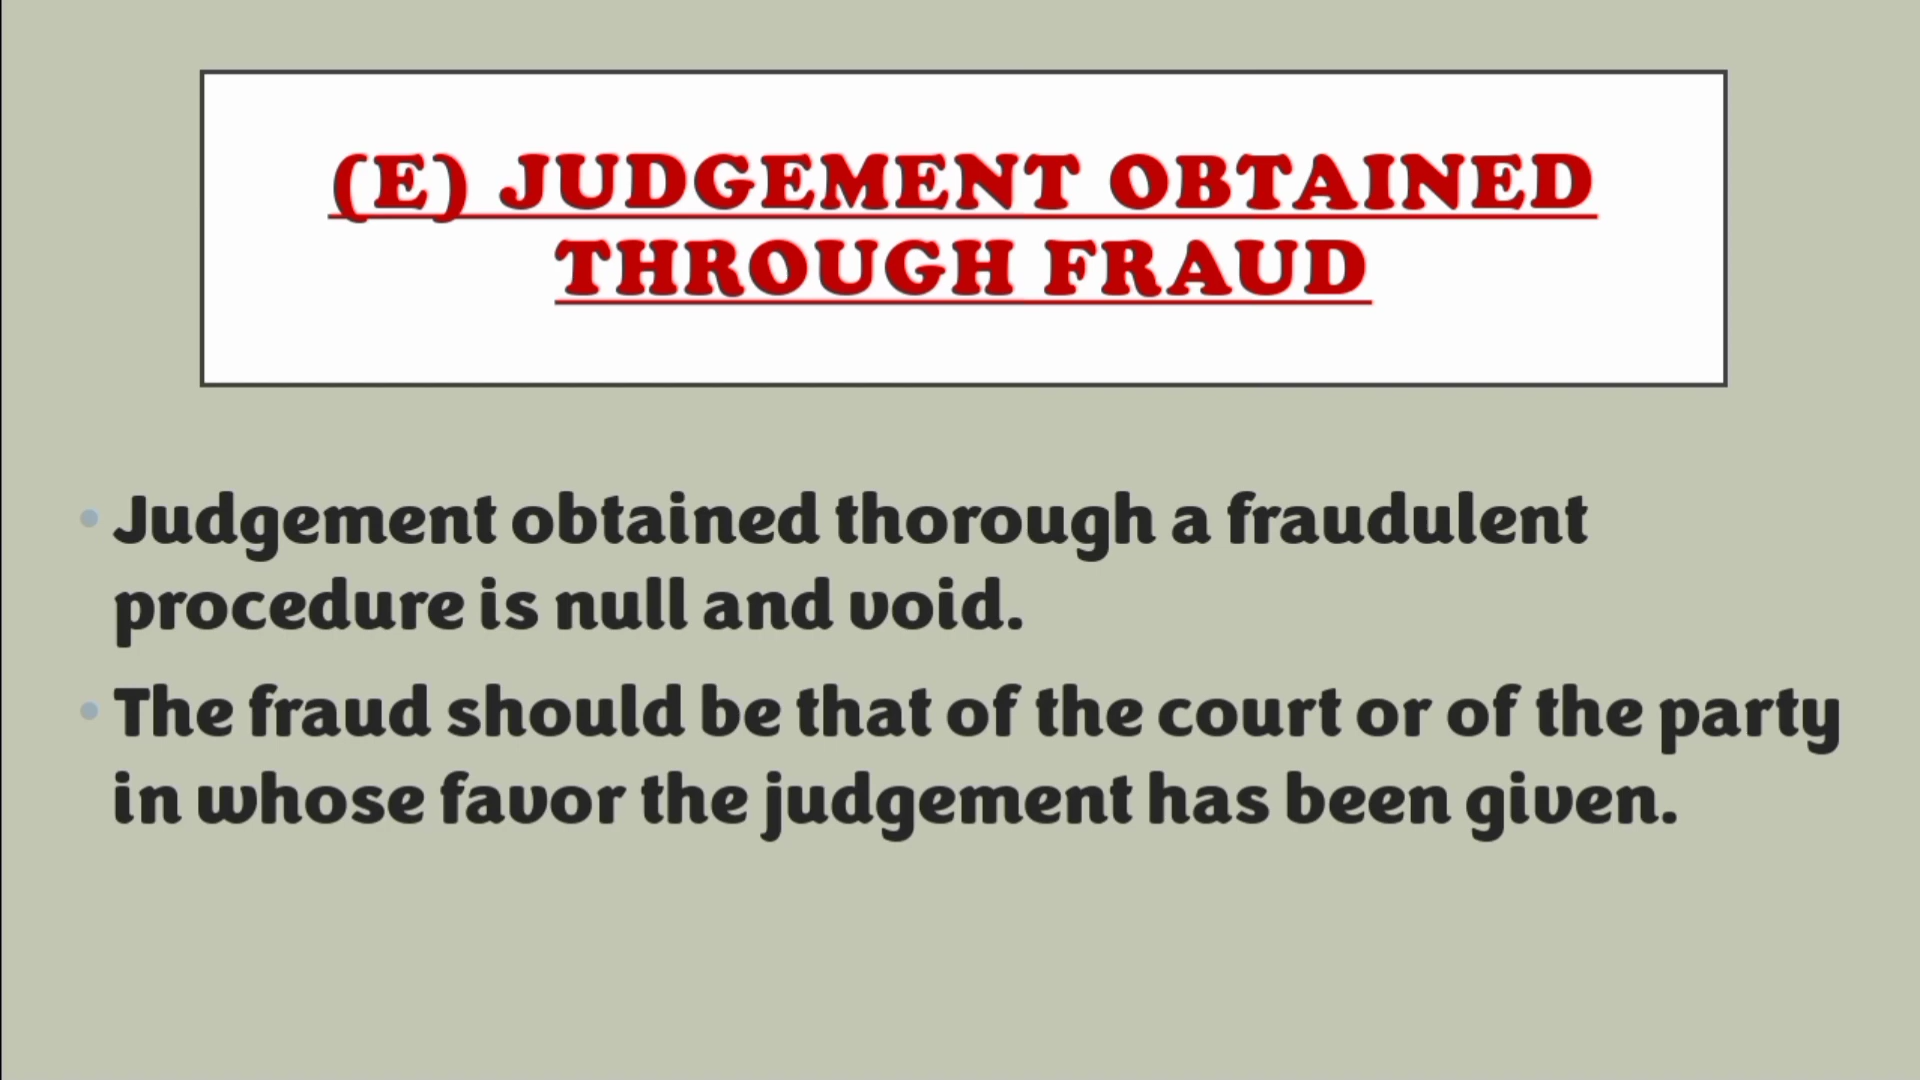 (E) JUDGEMENT OBTAINED
THROUGH FRAUD
• Judgement obtained thorough a fraudulent
procedure is null and void.
• The fraud should be that of the court or of the party
in whose favor the judgement has been given.